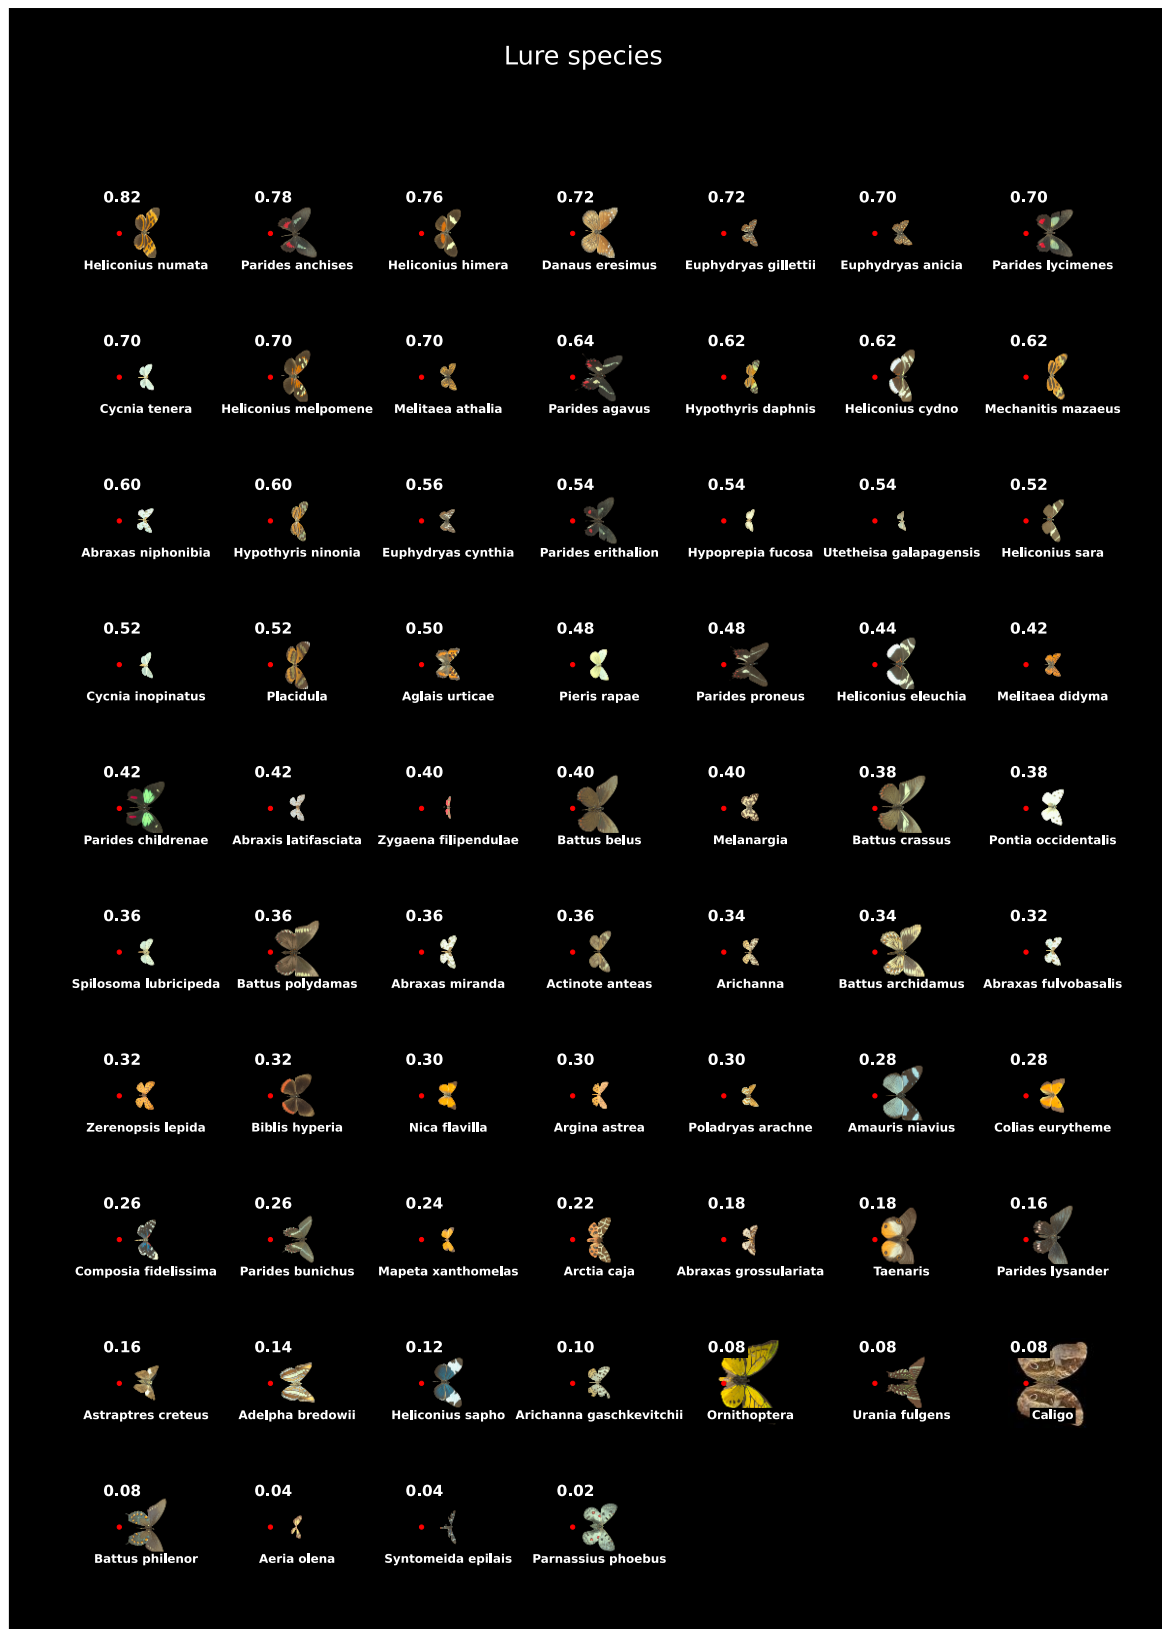 Lure species
0.82 0.78 0.76 0.72 0.72 0.70 0.70
Heliconius numata Parides anchises Heliconius himera Danaus eresimus Euphydryas gillettii Euphydryas anicia Parides lycimenes
0.70 0.70 0.70 0.64 0.62 0.62 0.62
Cycnia tenera Heliconius melpomene Melitaea athalia Parides agavus Hypothyris daphnis Heliconius cydno Mechanitis mazaeus
0.60 0.60 0.56 0.54 0.54 0.54 0.52
Abraxas niphonibia Hypothyris ninonia Euphydryas cynthia Parides erithalion Hypoprepia fucosa Utetheisa galapagensis Heliconius sara
0.52 0.52 0.50 0.48 0.48 0.44 0.42
Cycnia inopinatus Placidula Aglais urticae Pieris rapae Parides proneus Heliconius eleuchia Melitaea didyma
0.42 0.42 0.40 0.40 0.40 0.38 0.38
Parides childrenae Abraxis latifasciata Zygaena filipendulae Battus belus Melanargia Battus crassus Pontia occidentalis
0.36 0.36 0.36 0.36 0.34 0.34 0.32
Spilosoma lubricipeda Battus polydamas Abraxas miranda Actinote anteas Arichanna Battus archidamus Abraxas fulvobasalis
0.32 0.32 0.30 0.30 0.30 0.28 0.28
Zerenopsis lepida Biblis hyperia Nica flavilla Argina astrea Poladryas arachne Amauris niavius Colias eurytheme
0.26 0.26 0.24 0.22 0.18 0.18 0.16
Composia fidelissima Parides bunichus Mapeta xanthomelas Arctia caja Abraxas grossulariata Taenaris Parides lysander
0.16 0.14 0.12 0.10 0.08 0.08 0.08
Astraptres creteus Adelpha bredowii Heliconius sapho Arichanna gaschkevitchii Ornithoptera Urania fulgens Caligo
0.08 0.04 0.04 0.02
Battus philenor Aeria olena Syntomeida epilais Parnassius phoebus